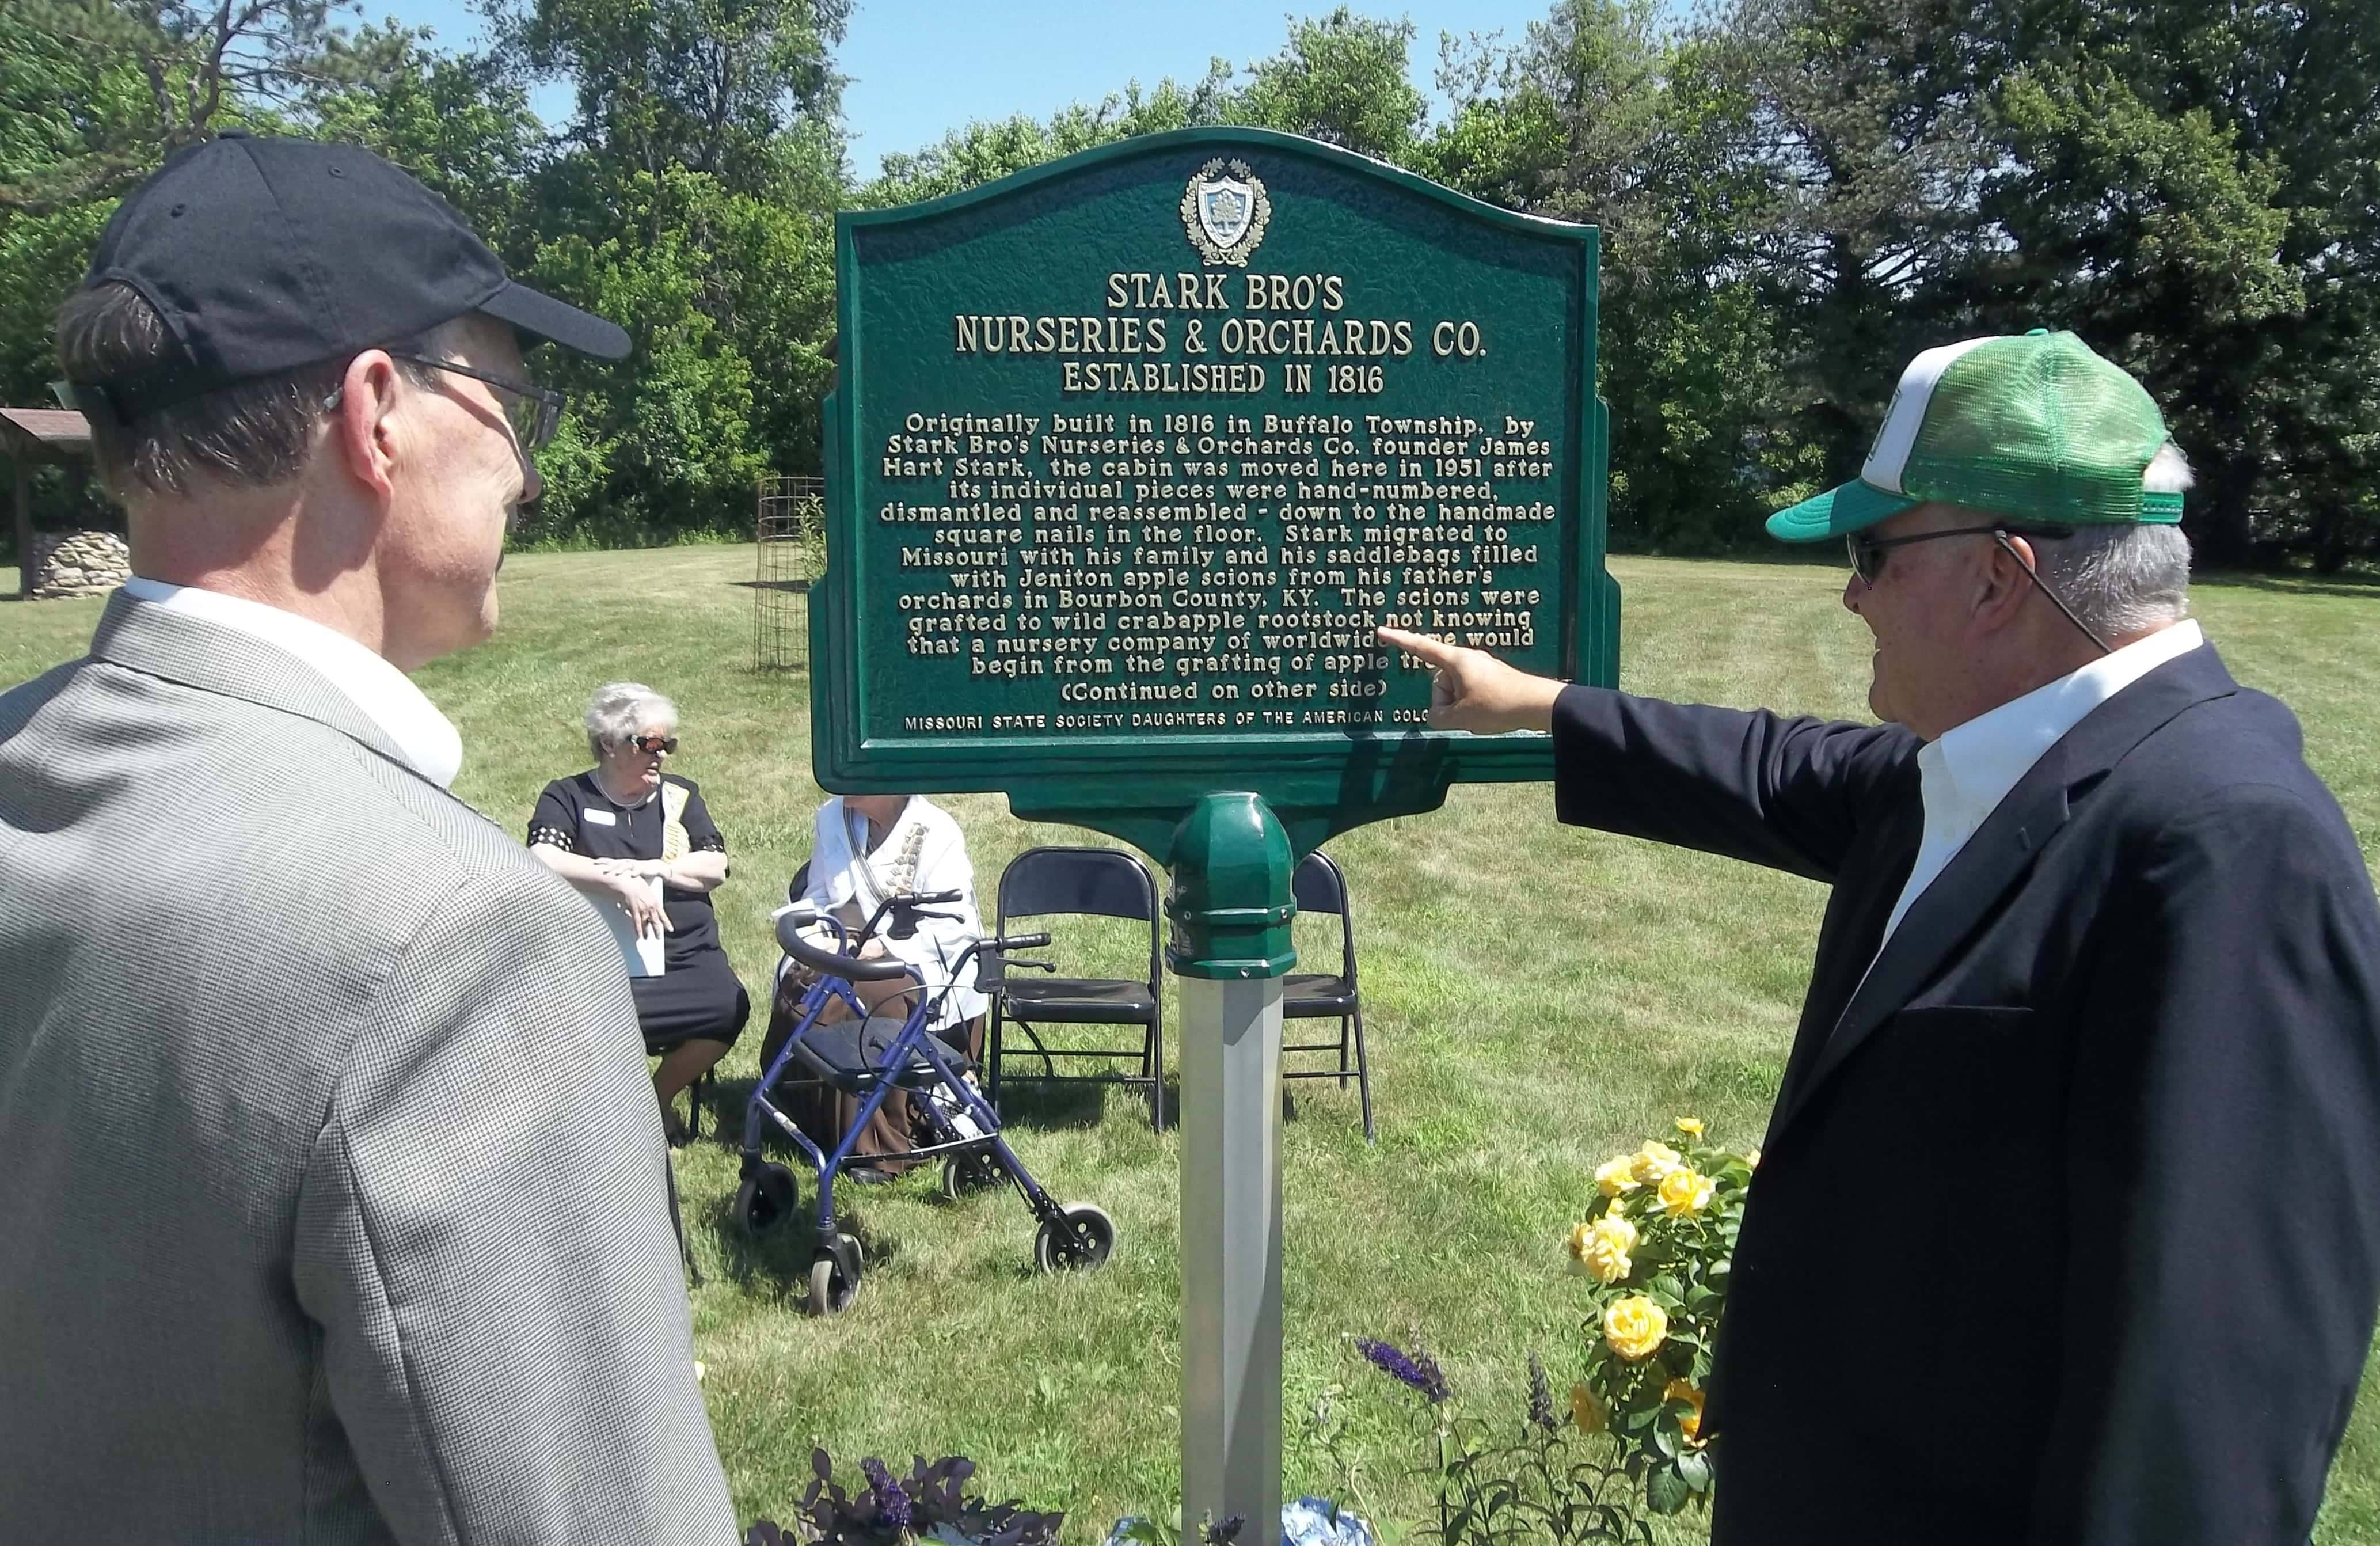 STARK BRO'S
NURSERIES & ORCHARDS CO.
ESTABLISHED IN 1816
Originally built in 1816 in Buffalo Township, by
Stark Bro's Nurseries & Orchards Co. founder James
Hart Stark, the cabin was moved here in 1951 after
its individual pieces were hand-numbered,
dismantled and reassembled - down to the handmade
square nails in the floor. Stark migrated to
Missouri with his family and his saddlebags filled
with Jeniton apple scions from his father's
orchards in Bourbon County, KY. The scions were
grafted to wild crabapple rootstock not knowing
that a nursery company of worldwide would
begin from the grafting of apple
(Continued on other side)
MISSOURI STATE SOCIETY DAUGHTERS OF THE AMERICAN